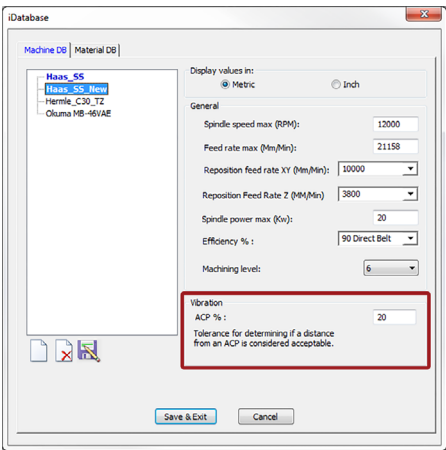 iDatabase
Machine DB
Material DB
Haas_SS
Haas_SS_New
Hermle_C30_TZ
Okuma MB-46VAE
Display values in:
Metric
Inch
General
Spindle speed max (RPM):
12000
Feed rate max (Mm/Min):
21158
Reposition feed rate XY (Mm/Min):
10000
Reposition Feed Rate Z (MM/Min)
3800
Spindle power max (Kw):
20
Efficiency % :
90 Direct Belt
Machining level:
6
Vibration
ACP % :
20
Tolerance for determining if a distance
from an ACP is considered acceptable.
Save & Exit
Cancel